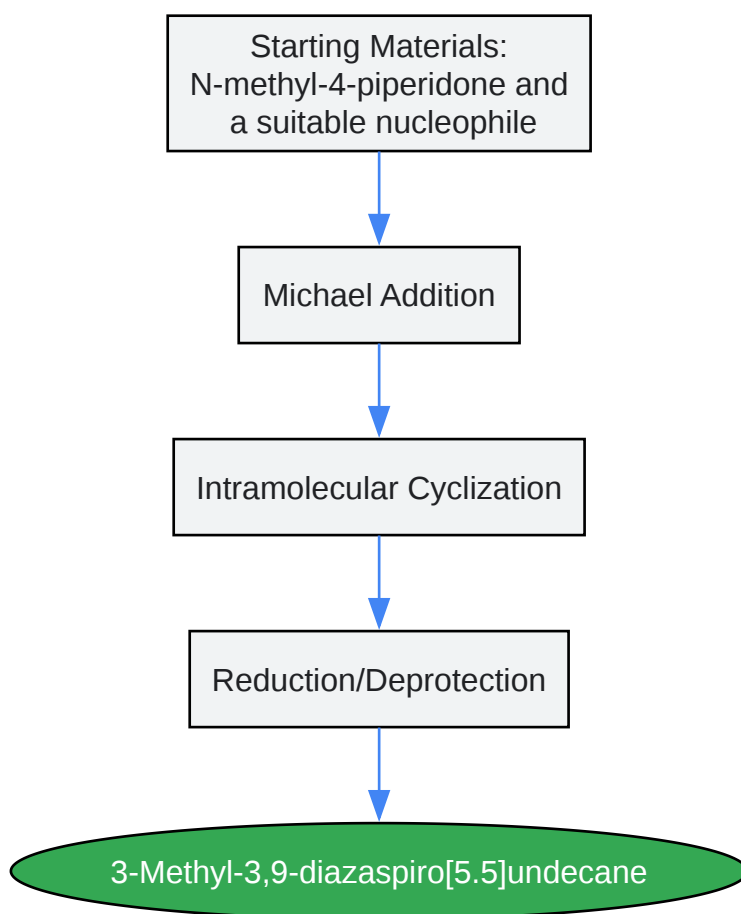 Starting Materials:
N-methyl-4-piperidone and
a suitable nucleophile
Michael Addition
Intramolecular Cyclization
Reduction/Deprotection
3-Methyl-3,9-diazaspiro[5.5]undecane